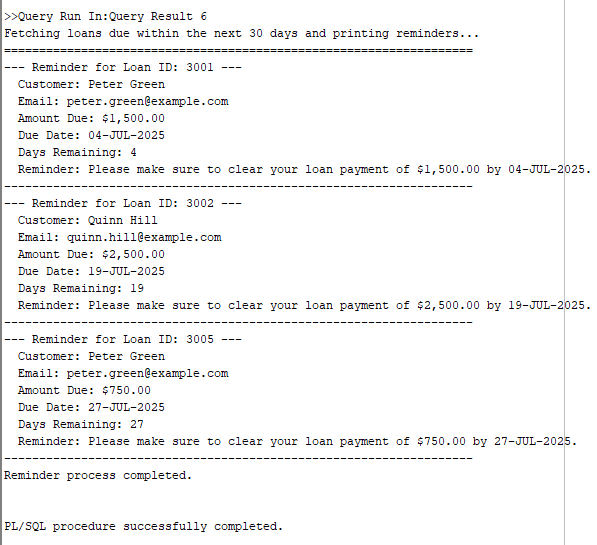 >>Query Run In:Query Result 6
Fetching loans due within the next 30 days and printing reminders...
===================================================================
--- Reminder for Loan ID: 3001 ---
  Customer: Peter Green
  Email: peter.green@example.com
  Amount Due: $1,500.00
  Due Date: 04-JUL-2025
  Days Remaining: 4
  Reminder: Please make sure to clear your loan payment of $1,500.00 by 04-JUL-2025.
-------------------------------------------------------------------
--- Reminder for Loan ID: 3002 ---
  Customer: Quinn Hill
  Email: quinn.hill@example.com
  Amount Due: $2,500.00
  Due Date: 19-JUL-2025
  Days Remaining: 19
  Reminder: Please make sure to clear your loan payment of $2,500.00 by 19-JUL-2025.
-------------------------------------------------------------------
--- Reminder for Loan ID: 3005 ---
  Customer: Peter Green
  Email: peter.green@example.com
  Amount Due: $750.00
  Due Date: 27-JUL-2025
  Days Remaining: 27
  Reminder: Please make sure to clear your loan payment of $750.00 by 27-JUL-2025.
-------------------------------------------------------------------
Reminder process completed.
PL/SQL procedure successfully completed.